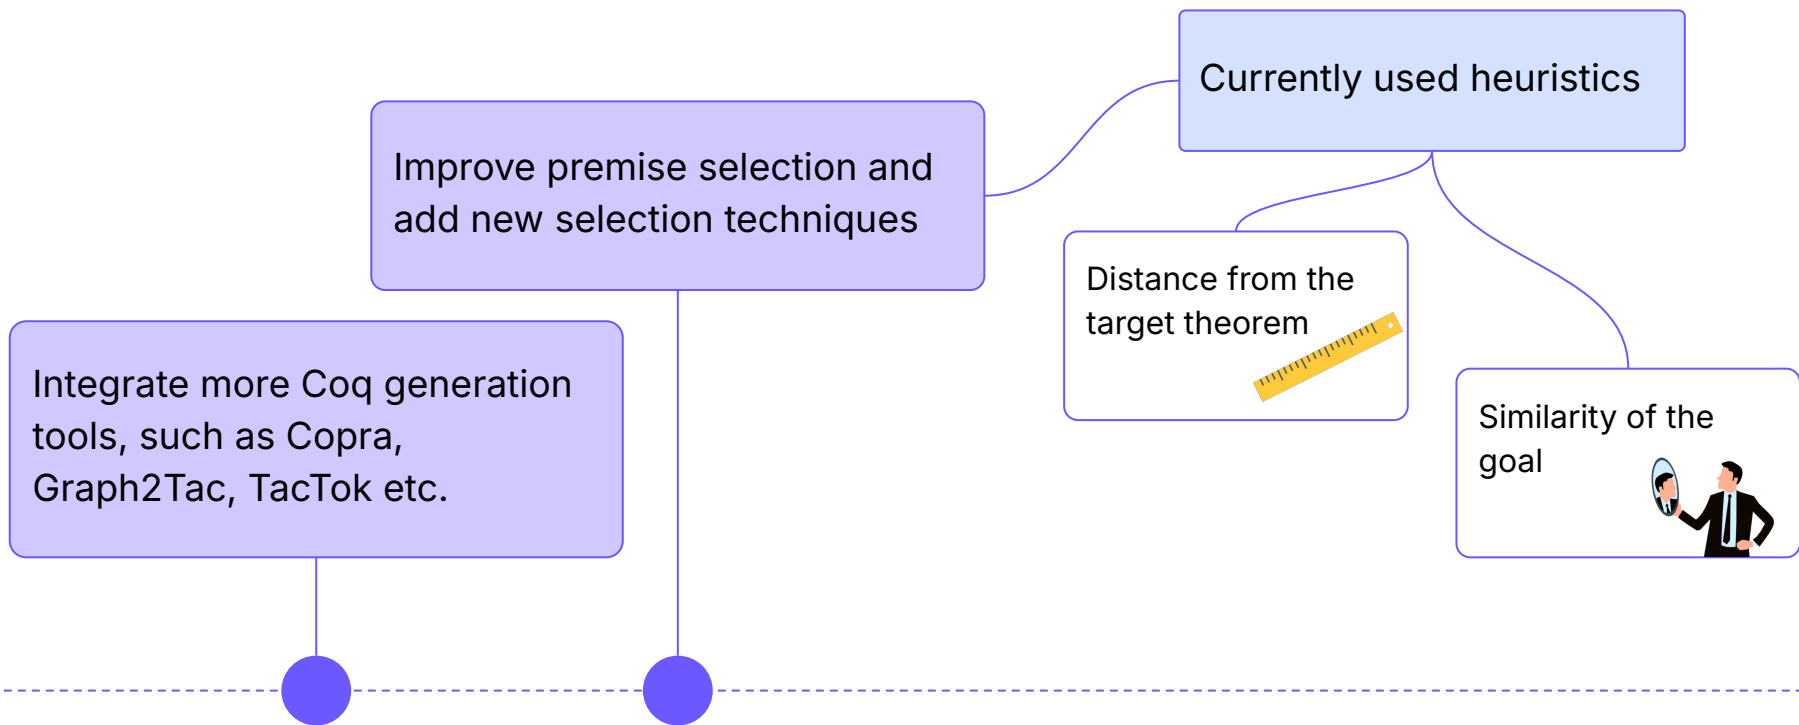 Currently used heuristics
Improve premise selection and
add new selection techniques
Distance from the
target theorem
Integrate more Coq generation
tools, such as Copra,
Graph2Tac, TacTok etc.
Similarity of the
goal